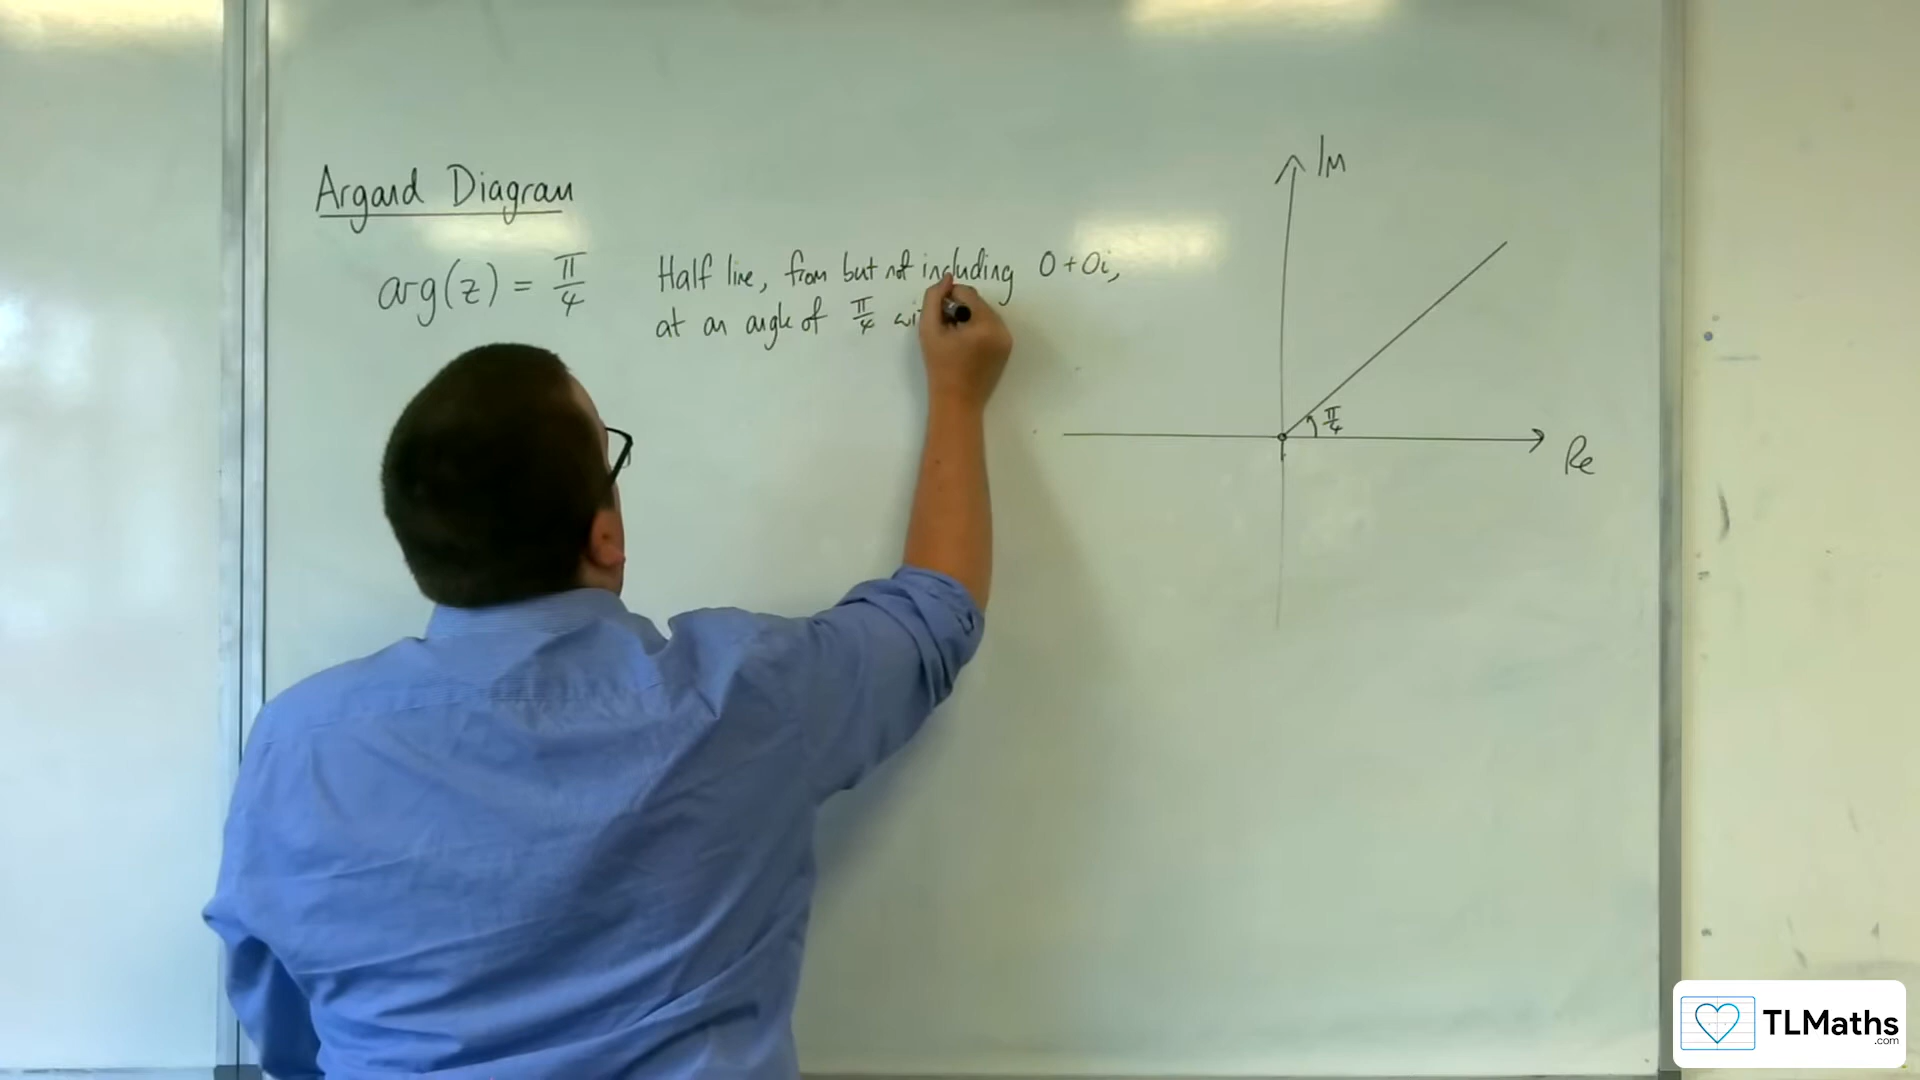 Argand Diagram
arg(z) = π/4
Half line, from but not including 0 + 0i,
at an angle of π/4 wi
Im
π/4
Re
TLMaths
.com